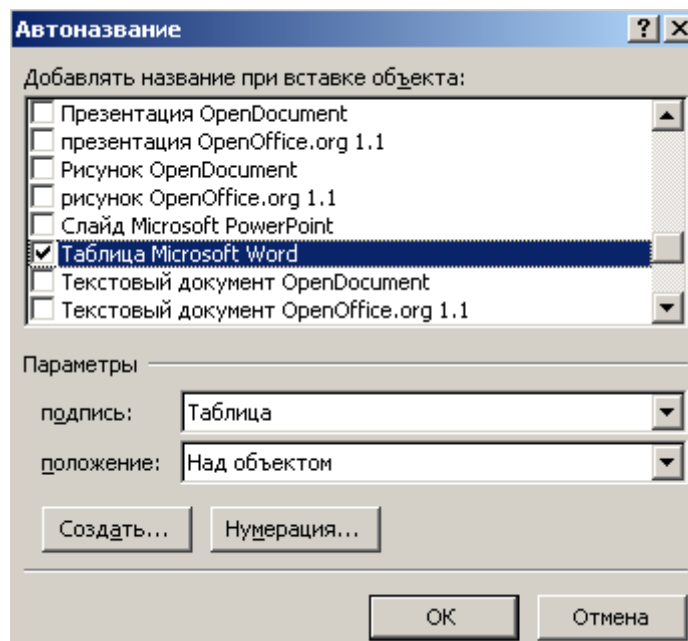 Автоназвание
Добавлять название при вставке объекта:
Презентация OpenDocument
презентация OpenOffice.org 1.1
Рисунок OpenDocument
рисунок OpenOffice.org 1.1
Слайд Microsoft PowerPoint
Таблица Microsoft Word
Текстовый документ OpenDocument
Текстовый документ OpenOffice.org 1.1
Параметры
подпись: Таблица
положение: Над объектом
Создать... Нумерация...
ОК Отмена